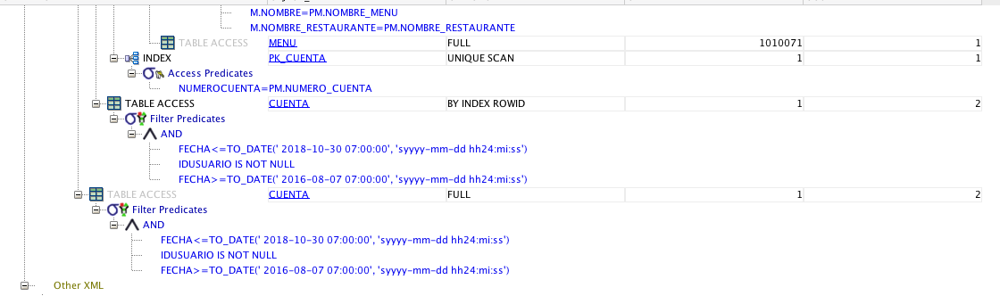 M.NOMBRE=PM.NOMBRE_MENU
M.NOMBRE_RESTAURANTE=PM.NOMBRE_RESTAURANTE
TABLE ACCESS MENU FULL 1010071 1
INDEX PK_CUENTA UNIQUE SCAN 1 1
Access Predicates
NUMEROCUENTA=PM.NUMERO_CUENTA
TABLE ACCESS CUENTA BY INDEX ROWID 1 2
Filter Predicates
AND
FECHA<=TO_DATE(' 2018-10-30 07:00:00', 'syyyy-mm-dd hh24:mi:ss')
IDUSUARIO IS NOT NULL
FECHA>=TO_DATE(' 2016-08-07 07:00:00', 'syyyy-mm-dd hh24:mi:ss')
TABLE ACCESS CUENTA FULL 1 2
Filter Predicates
AND
FECHA<=TO_DATE(' 2018-10-30 07:00:00', 'syyyy-mm-dd hh24:mi:ss')
IDUSUARIO IS NOT NULL
FECHA>=TO_DATE(' 2016-08-07 07:00:00', 'syyyy-mm-dd hh24:mi:ss')
Other XML